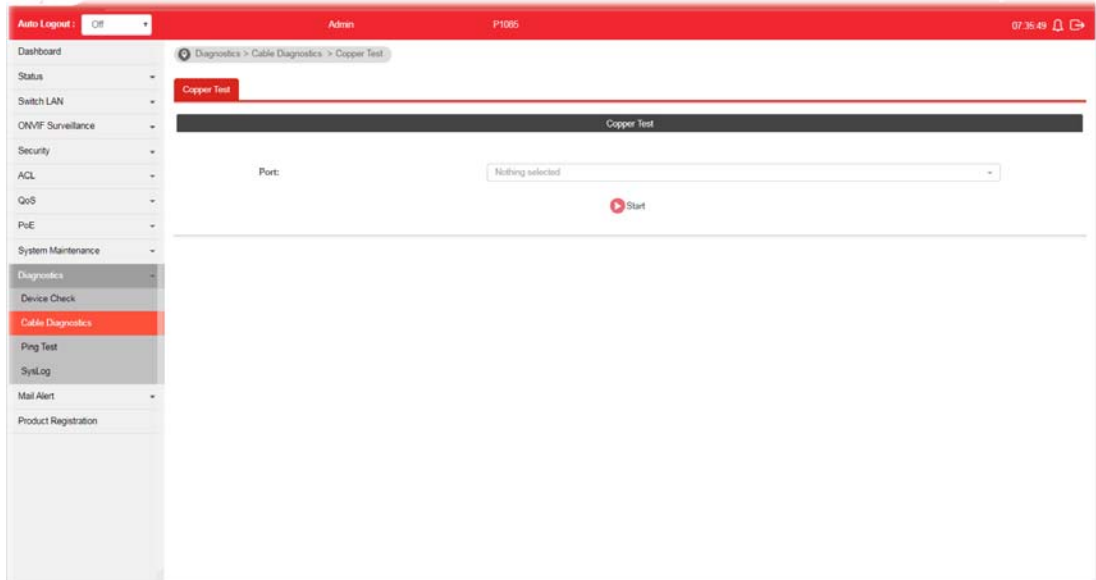 Auto Logout : Off Admin P1085 07:35:49
Dashboard
Diagnostics > Cable Diagnostics > Copper Test
Status
Switch LAN
ONVIF Surveillance
Security
ACL
QoS
PoE
System Maintenance
Diagnostics
Device Check
Cable Diagnostics
Ping Test
SysLog
Mail Alert
Product Registration
Copper Test
Copper Test
Port: Nothing selected
Start